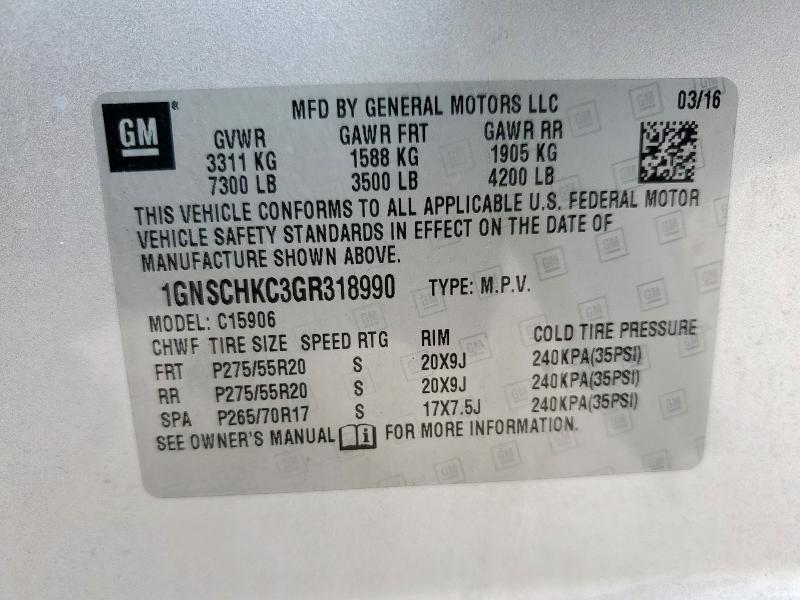 GM ® MFD BY GENERAL MOTORS LLC 03/16
GVWR GAWR FRT GAWR RR
3311 KG 1588 KG 1905 KG
7300 LB 3500 LB 4200 LB
THIS VEHICLE CONFORMS TO ALL APPLICABLE U.S. FEDERAL MOTOR
VEHICLE SAFETY STANDARDS IN EFFECT ON THE DATE OF
MANUFACTURE SHOWN ABOVE.
1GNSCHKC3GR318990 TYPE: M.P.V.
MODEL: C15906
CHWF TIRE SIZE SPEED RTG RIM COLD TIRE PRESSURE
FRT P275/55R20 S 20X9J 240KPA(35PSI)
RR P275/55R20 S 20X9J 240KPA(35PSI)
SPA P265/70R17 S 17X7.5J 240KPA(35PSI)
SEE OWNER'S MANUAL i FOR MORE INFORMATION.